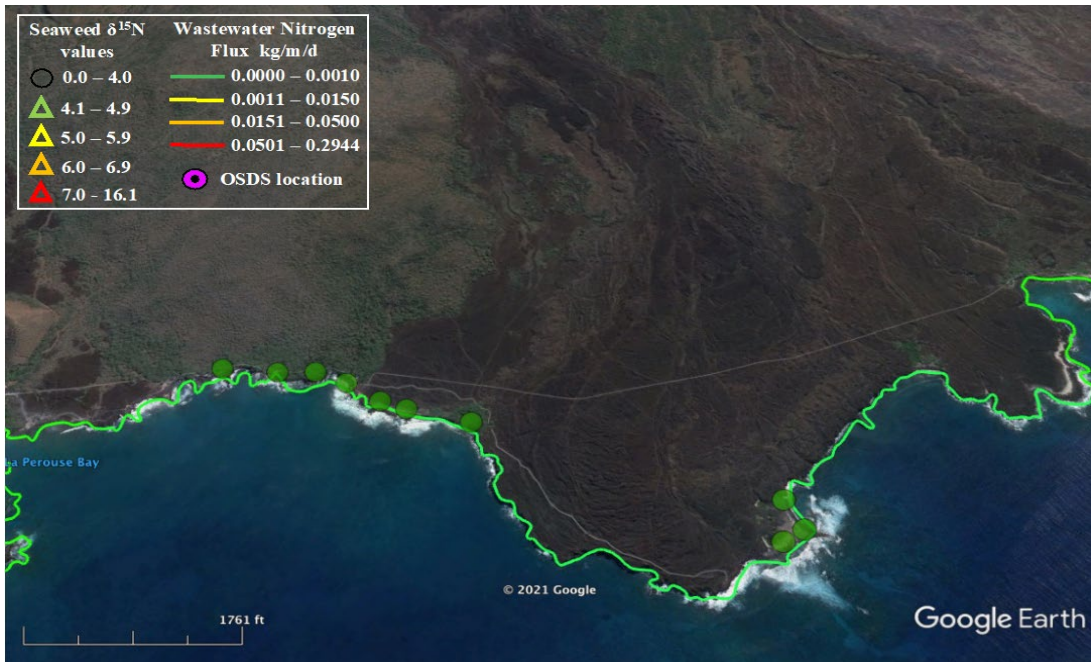 Seaweed δ¹⁵N
values
0.0 – 4.0
4.1 – 4.9
5.0 – 5.9
6.0 – 6.9
7.0 - 16.1
Wastewater Nitrogen
Flux kg/m/d
0.0000 – 0.0010
0.0011 – 0.0150
0.0151 – 0.0500
0.0501 – 0.2944
OSDS location
La Perouse Bay
© 2021 Google
1761 ft
Google Earth